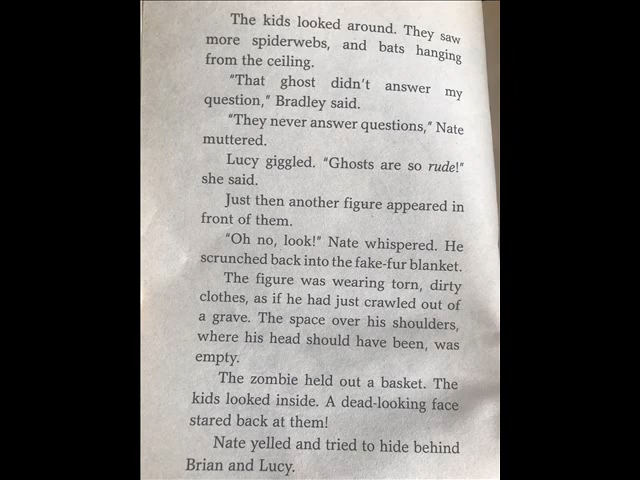 The kids looked around. They saw
more spiderwebs, and bats hanging
from the ceiling.
"That ghost didn't answer my
question," Bradley said.
"They never answer questions," Nate
muttered.
Lucy giggled. "Ghosts are so rude!"
she said.
Just then another figure appeared in
front of them.
"Oh no, look!" Nate whispered. He
scrunched back into the fake-fur blanket.
The figure was wearing torn, dirty
clothes, as if he had just crawled out of
a grave. The space over his shoulders,
where his head should have been, was
empty.
The zombie held out a basket. The
kids looked inside. A dead-looking face
stared back at them!
Nate yelled and tried to hide behind
Brian and Lucy.